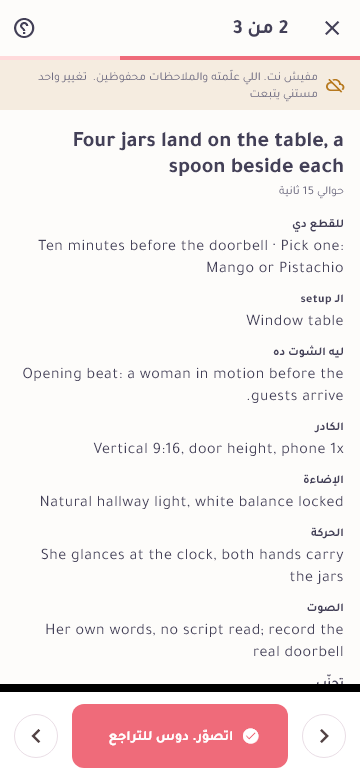 2 من 3
مفيش نت. اللي علّمته والملاحظات محفوظين. تغيير واحد
مستني يتبعت
Four jars land on the table, a
spoon beside each
حوالي 15 ثانية
للقطع دي
Ten minutes before the doorbell · Pick one:
Mango or Pistachio
الـ setup
Window table
ليه الشوت ده
Opening beat: a woman in motion before the
guests arrive.
الكادر
Vertical 9:16, door height, phone 1x
الإضاءة
Natural hallway light, white balance locked
الحركة
She glances at the clock, both hands carry
the jars
الصوت
Her own words, no script read; record the
real doorbell
اتصوّر. دوس للتراجع